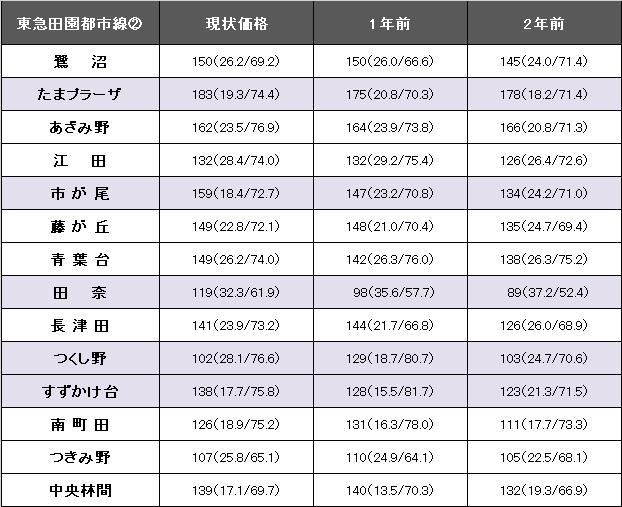 東急田園都市線② 現状価格 1年前 2年前
鷺沼 150(26.2/69.2) 150(26.0/66.6) 145(24.0/71.4)
たまプラーザ 183(19.3/74.4) 175(20.8/70.3) 178(18.2/71.4)
あざみ野 162(23.5/76.9) 164(23.9/73.8) 166(20.8/71.3)
江田 132(28.4/74.0) 132(29.2/75.4) 126(26.4/72.6)
市が尾 159(18.4/72.7) 147(23.2/70.8) 134(24.2/71.0)
藤が丘 149(22.8/72.1) 148(21.0/70.4) 135(24.7/69.4)
青葉台 149(26.2/74.0) 142(26.3/76.0) 138(26.3/75.2)
田奈 119(32.3/61.9) 98(35.6/57.7) 89(37.2/52.4)
長津田 141(23.9/73.2) 144(21.7/66.8) 126(26.0/68.9)
つくし野 102(28.1/76.6) 129(18.7/80.7) 103(24.7/70.6)
すずかけ台 138(17.7/75.8) 128(15.5/81.7) 123(21.3/71.5)
南町田 126(18.9/75.2) 131(16.3/78.0) 111(17.7/73.3)
つきみ野 107(25.8/65.1) 110(24.9/64.1) 105(22.5/68.1)
中央林間 139(17.1/69.7) 140(13.5/70.3) 132(19.3/66.9)